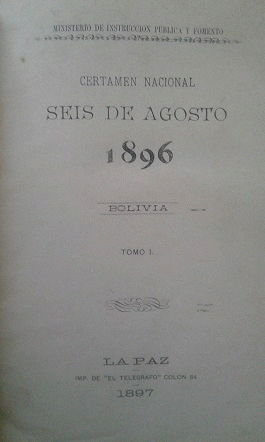 MINISTERIO DE INSTRUCCION PUBLICA Y FOMENTO
CERTAMEN NACIONAL
SEIS DE AGOSTO
1896
BOLIVIA
TOMO I.
LA PAZ
IMP. DE "EL TELEGRAFO" COLON 64
1897